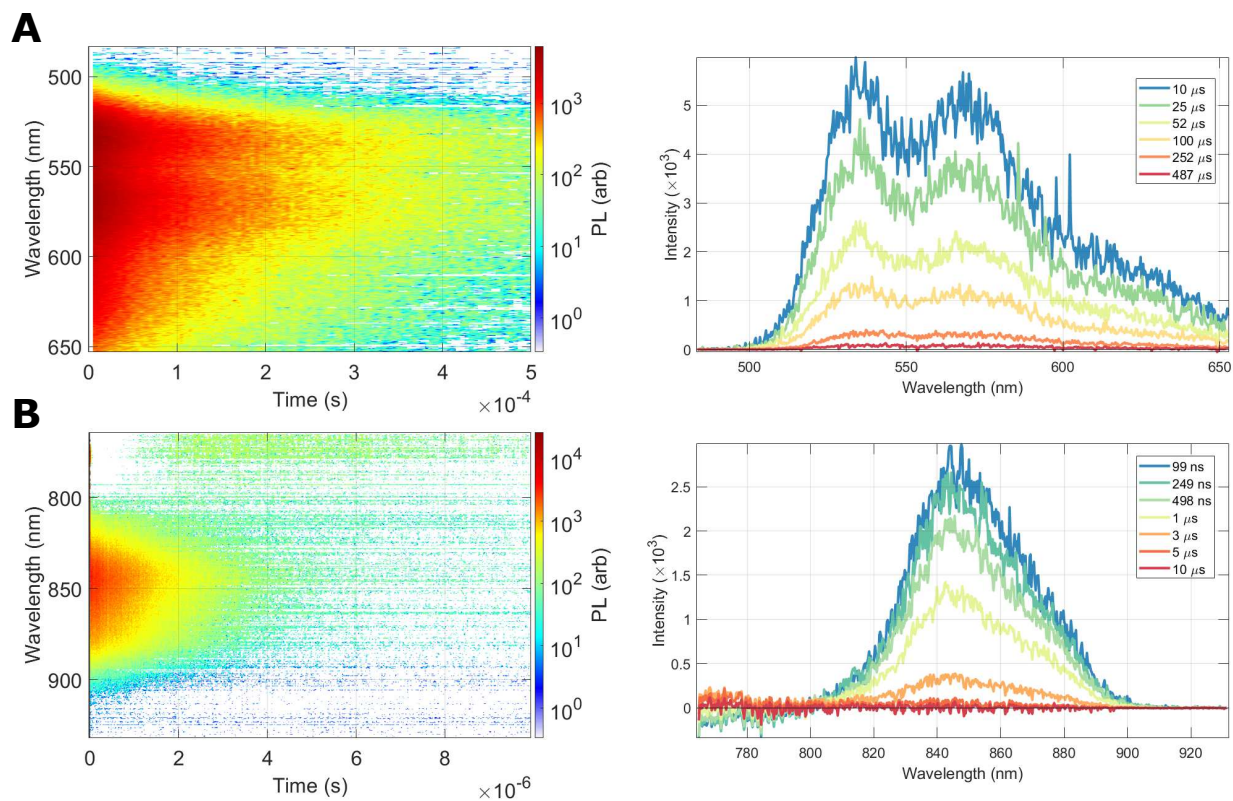 A
500
550
600
650
Wavelength (nm)
0 1 2 3 4 5
Time (s)
×10⁻⁴
10³
10²
10¹
10⁰
PL (arb)
5
4
3
2
1
0
Intensity (×10³)
500 550 600 650
Wavelength (nm)
10 μs
25 μs
52 μs
100 μs
252 μs
487 μs
B
800
850
900
Wavelength (nm)
0 2 4 6 8
Time (s)
×10⁻⁶
10⁴
10³
10²
10¹
10⁰
PL (arb)
2.5
2
1.5
1
0.5
0
Intensity (×10³)
780 800 820 840 860 880 900 920
Wavelength (nm)
99 ns
249 ns
498 ns
1 μs
3 μs
5 μs
10 μs